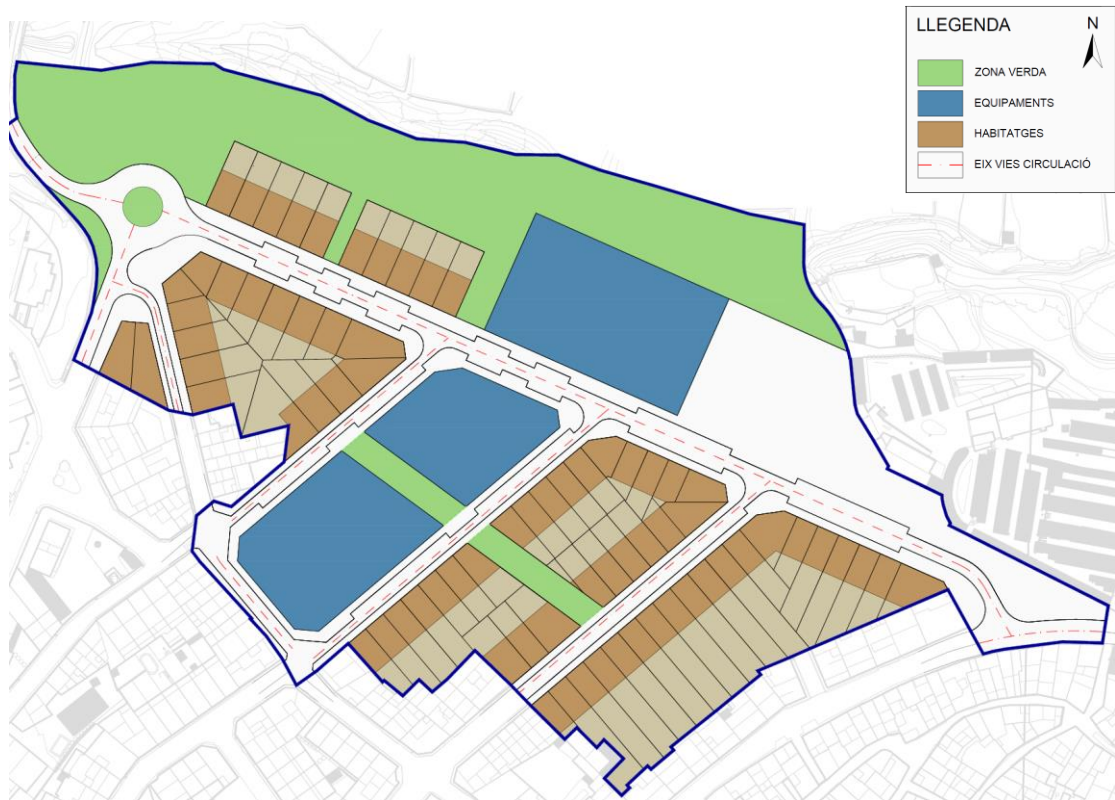 LLEGENDA
N
ZONA VERDA
EQUIPAMENTS
HABITATGES
EIX VIES CIRCULACIÓ